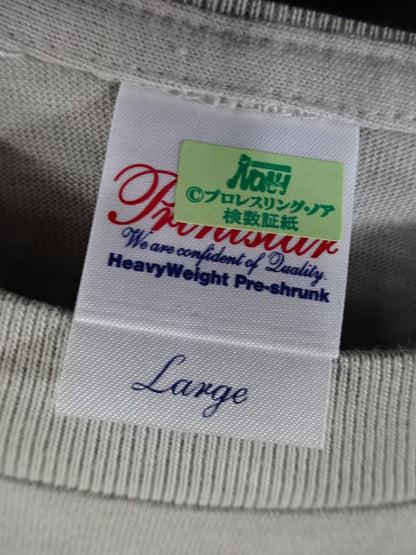 NOAH
©プロレスリング・ノア
検数証紙
Printstar
We are confident of Quality.
HeavyWeight Pre-shrunk
Large